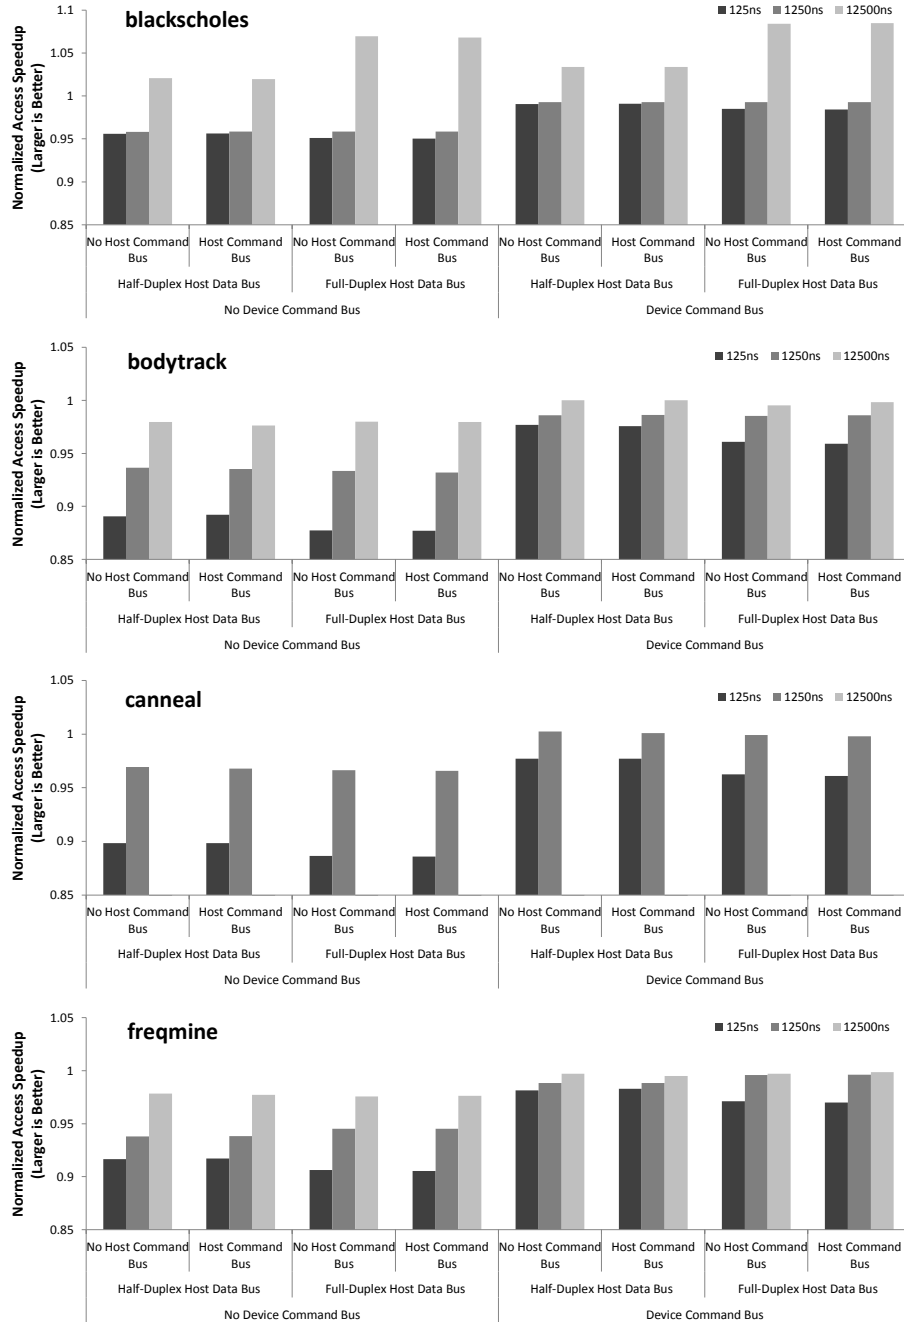 blackscholes
125ns 1250ns 12500ns
Normalized Access Speedup
(Larger is Better)
1.1
1.05
1
0.95
0.9
0.85
No Host Command Bus
Host Command Bus
No Host Command Bus
Host Command Bus
No Host Command Bus
Host Command Bus
No Host Command Bus
Host Command Bus
Half-Duplex Host Data Bus
Full-Duplex Host Data Bus
Half-Duplex Host Data Bus
Full-Duplex Host Data Bus
No Device Command Bus
Device Command Bus
bodytrack
125ns 1250ns 12500ns
Normalized Access Speedup
(Larger is Better)
1.05
1
0.95
0.9
0.85
No Host Command Bus
Host Command Bus
No Host Command Bus
Host Command Bus
No Host Command Bus
Host Command Bus
No Host Command Bus
Host Command Bus
Half-Duplex Host Data Bus
Full-Duplex Host Data Bus
Half-Duplex Host Data Bus
Full-Duplex Host Data Bus
No Device Command Bus
Device Command Bus
canneal
125ns 1250ns 12500ns
Normalized Access Speedup
(Larger is Better)
1.05
1
0.95
0.9
0.85
No Host Command Bus
Host Command Bus
No Host Command Bus
Host Command Bus
No Host Command Bus
Host Command Bus
No Host Command Bus
Host Command Bus
Half-Duplex Host Data Bus
Full-Duplex Host Data Bus
Half-Duplex Host Data Bus
Full-Duplex Host Data Bus
No Device Command Bus
Device Command Bus
freqmine
125ns 1250ns 12500ns
Normalized Access Speedup
(Larger is Better)
1.05
1
0.95
0.9
0.85
No Host Command Bus
Host Command Bus
No Host Command Bus
Host Command Bus
No Host Command Bus
Host Command Bus
No Host Command Bus
Host Command Bus
Half-Duplex Host Data Bus
Full-Duplex Host Data Bus
Half-Duplex Host Data Bus
Full-Duplex Host Data Bus
No Device Command Bus
Device Command Bus